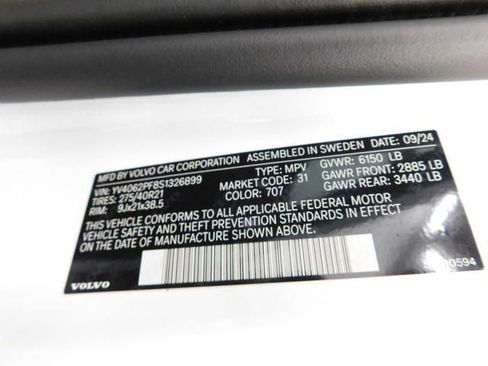 MFD BY VOLVO CAR CORPORATION ASSEMBLED IN SWEDEN DATE: 09/24
VIN: YV4062PF8S1326899 TYPE: MPV GVWR: 6150 LB
TIRES: 275/40R21 MARKET CODE: 31 GAWR FRONT: 2885 LB
RIM: 9Jx21x38.5 COLOR: 707 GAWR REAR: 3440 LB
THIS VEHICLE CONFORMS TO ALL APPLICABLE FEDERAL MOTOR
VEHICLE SAFETY AND THEFT PREVENTION STANDARDS IN EFFECT
ON THE DATE OF MANUFACTURE SHOWN ABOVE.
VOLVO